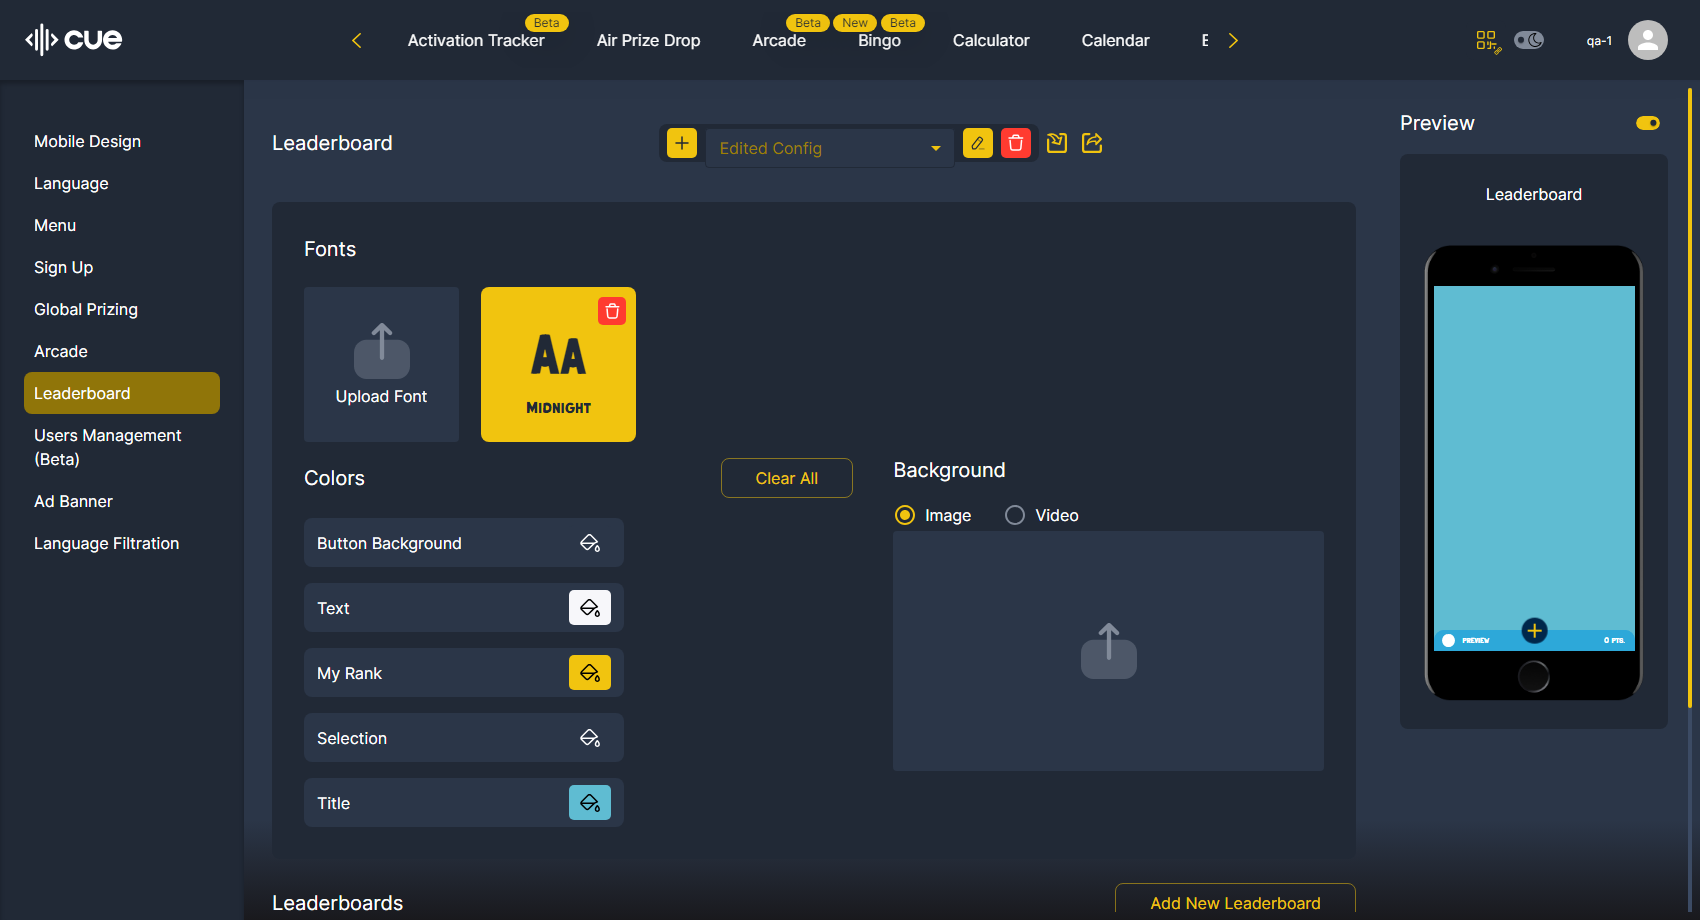 cue
Beta
Beta
New
Beta
Activation Tracker
Air Prize Drop
Arcade
Bingo
Calculator
Calendar
qa-1
Mobile Design
Language
Menu
Sign Up
Global Prizing
Arcade
Leaderboard
Users Management
(Beta)
Ad Banner
Language Filtration
Leaderboard
Edited Config
Fonts
Upload Font
AA
MIDNIGHT
Colors
Clear All
Button Background
Text
My Rank
Selection
Title
Background
Image
Video
Leaderboards
Add New Leaderboard
Preview
Leaderboard
PREVIEW
0 PTS.